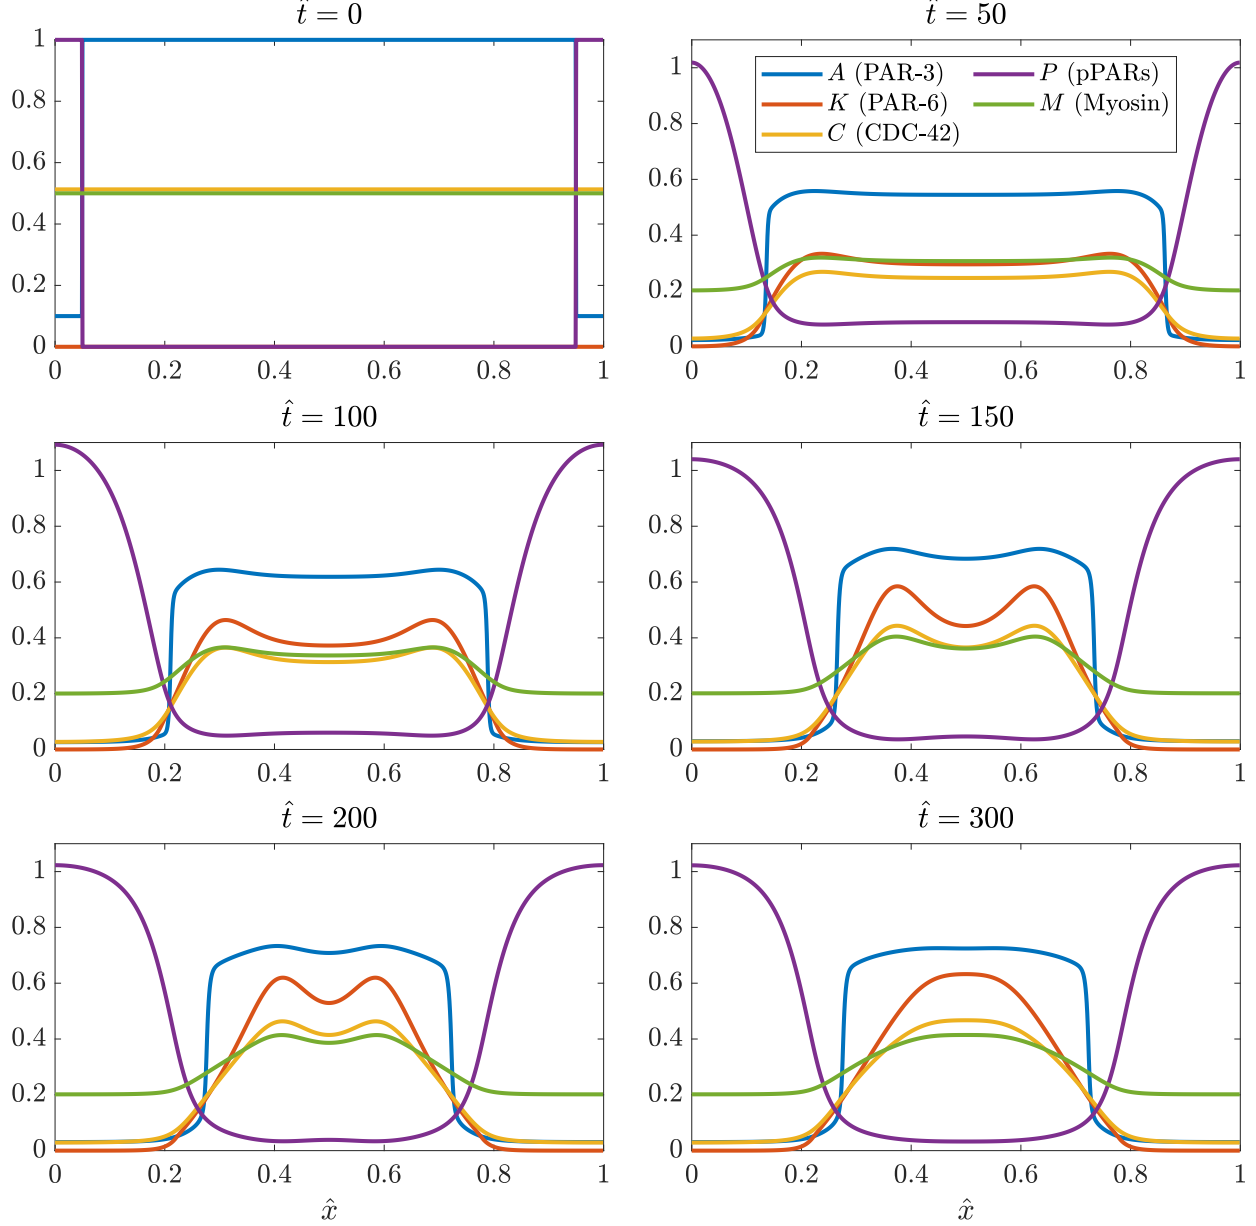 t̂ = 0
1
0.8
0.6
0.4
0.2
0
0 0.2 0.4 0.6 0.8 1
t̂ = 50
1
0.8
0.6
0.4
0.2
0
0 0.2 0.4 0.6 0.8 1
A (PAR-3)
K (PAR-6)
C (CDC-42)
P (pPARs)
M (Myosin)
t̂ = 100
1
0.8
0.6
0.4
0.2
0
0 0.2 0.4 0.6 0.8 1
t̂ = 150
1
0.8
0.6
0.4
0.2
0
0 0.2 0.4 0.6 0.8 1
t̂ = 200
1
0.8
0.6
0.4
0.2
0
0 0.2 0.4 0.6 0.8 1
x̂
t̂ = 300
1
0.8
0.6
0.4
0.2
0
0 0.2 0.4 0.6 0.8 1
x̂